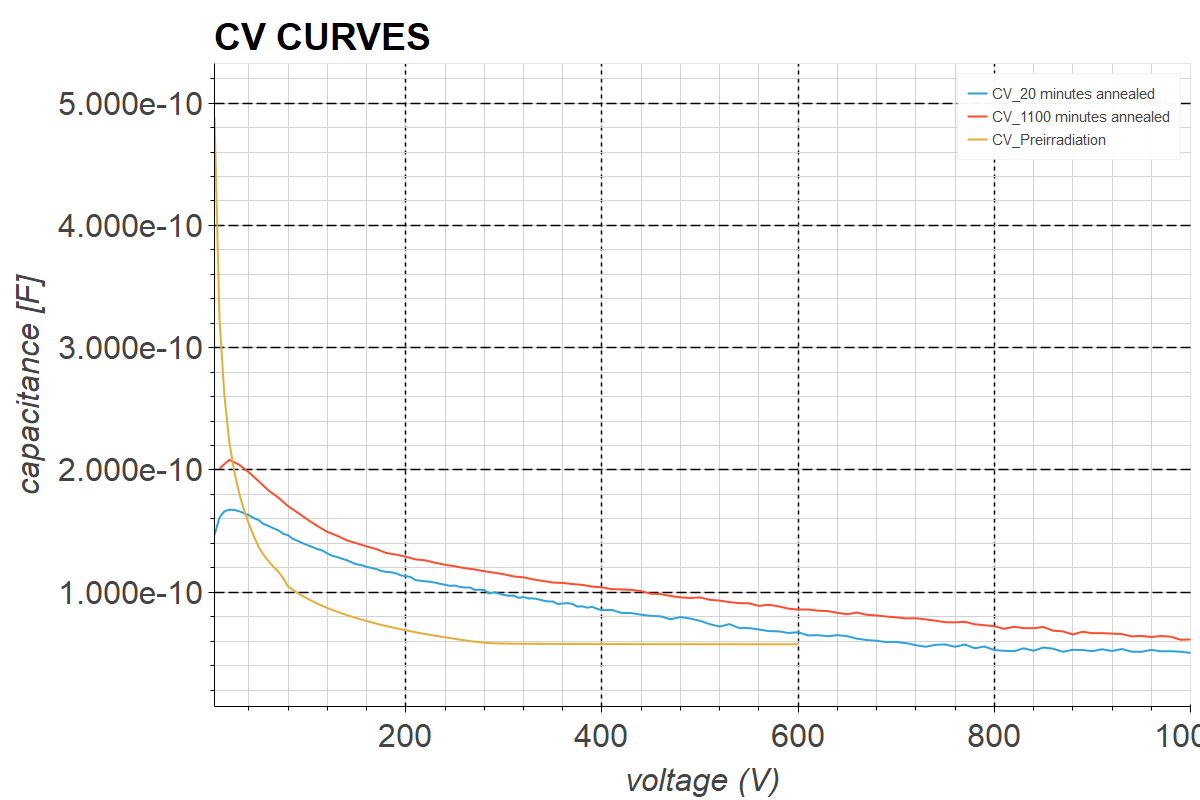 CV CURVES
5.000e-10
4.000e-10
3.000e-10
2.000e-10
1.000e-10
capacitance [F]
CV_20 minutes annealed
CV_1100 minutes annealed
CV_Preirradiation
200
400
600
800
100
voltage (V)